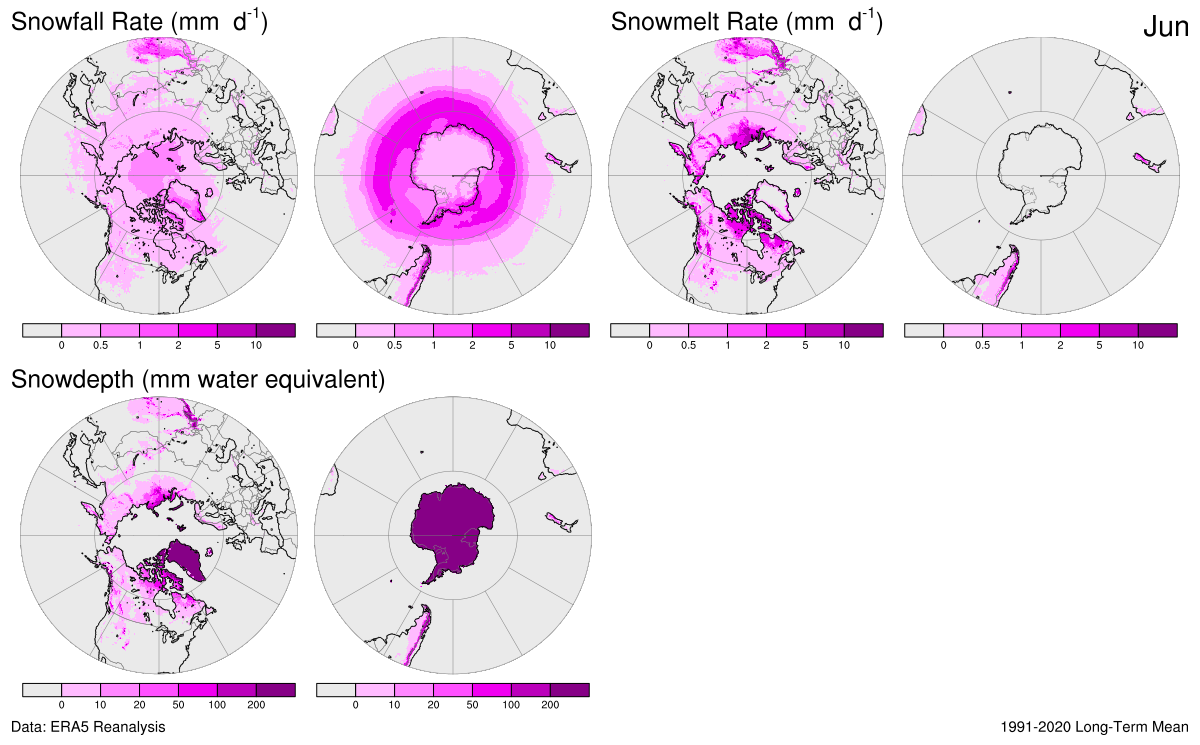 Snowfall Rate (mm d-1)
Snowmelt Rate (mm d-1)
Jun
0 0.5 1 2 5 10
0 0.5 1 2 5 10
0 0.5 1 2 5 10
0 0.5 1 2 5 10
Snowdepth (mm water equivalent)
0 10 20 50 100 200
0 10 20 50 100 200
Data: ERA5 Reanalysis
1991-2020 Long-Term Mean